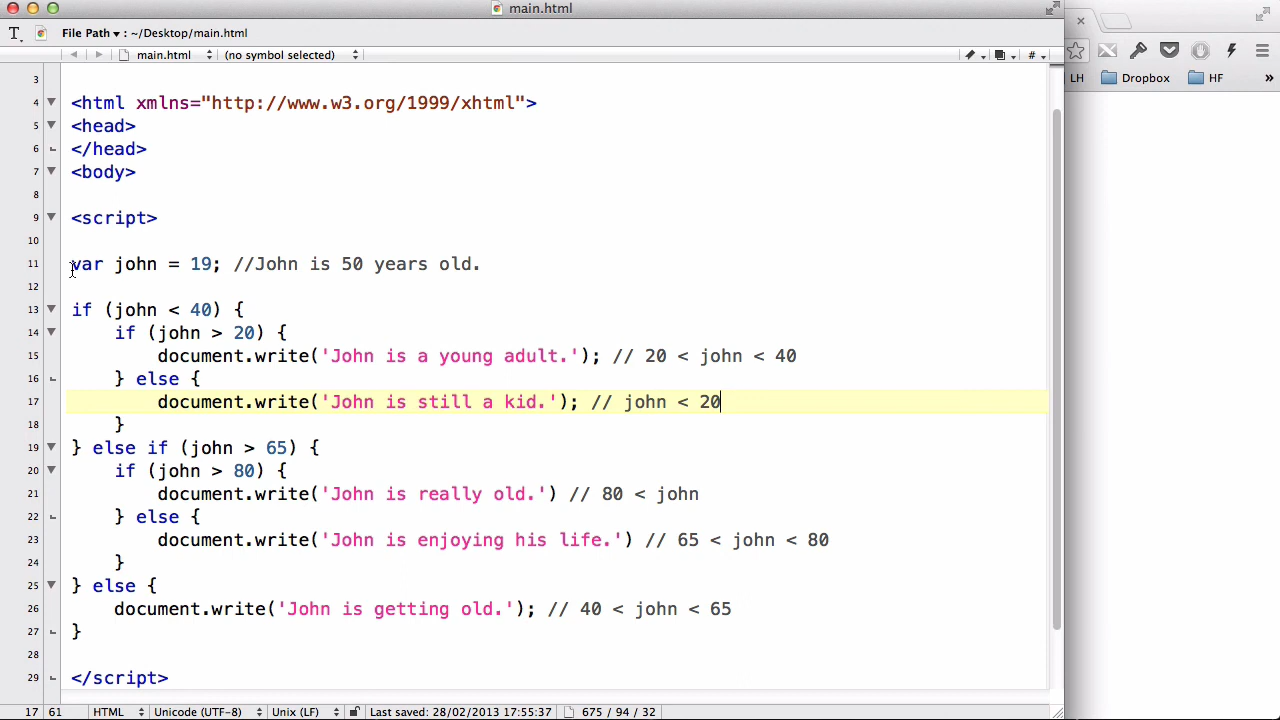 main.html
File Path ▾ : ~/Desktop/main.html
main.html (no symbol selected)
LH Dropbox HF »
3
4 <html xmlns="http://www.w3.org/1999/xhtml">
5 <head>
6 </head>
7 <body>
8
9 <script>
10
11 var john = 19; //John is 50 years old.
12
13 if (john < 40) {
14 if (john > 20) {
15 document.write('John is a young adult.'); // 20 < john < 40
16 } else {
17 document.write('John is still a kid.'); // john < 20
18 }
19 } else if (john > 65) {
20 if (john > 80) {
21 document.write('John is really old.') // 80 < john
22 } else {
23 document.write('John is enjoying his life.') // 65 < john < 80
24 }
25 } else {
26 document.write('John is getting old.'); // 40 < john < 65
27 }
28
29 </script>
17 61 HTML Unicode (UTF-8) Unix (LF) Last saved: 28/02/2013 17:55:37 675 / 94 / 32